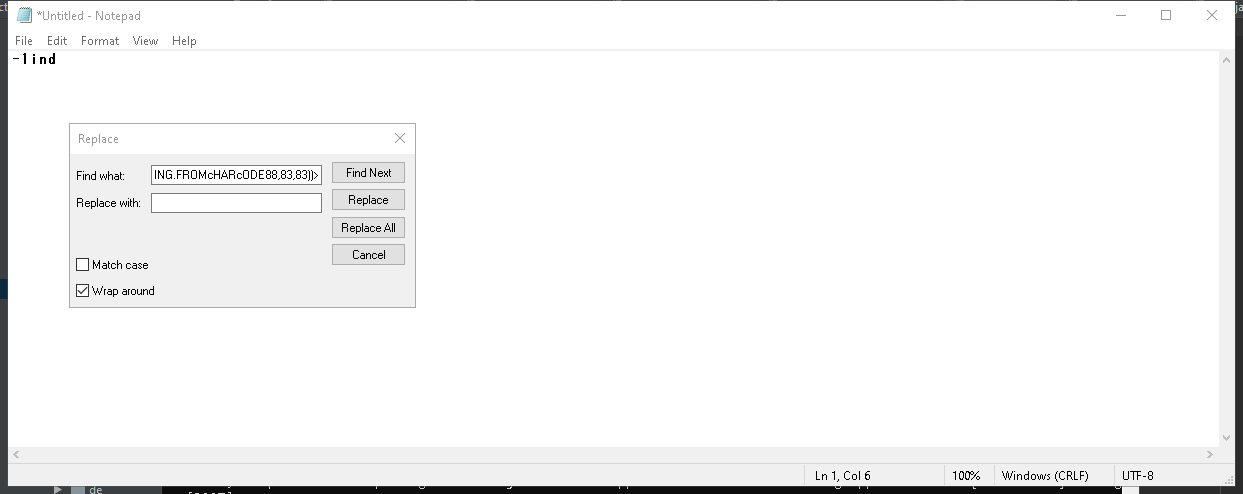 *Untitled - Notepad
File Edit Format View Help
-1ind
Replace
Find what: ING.FROMcHARcODE88,83,83))> Find Next
Replace with: Replace
Replace All
Cancel
Match case
Wrap around
Ln 1, Col 6 100% Windows (CRLF) UTF-8
de